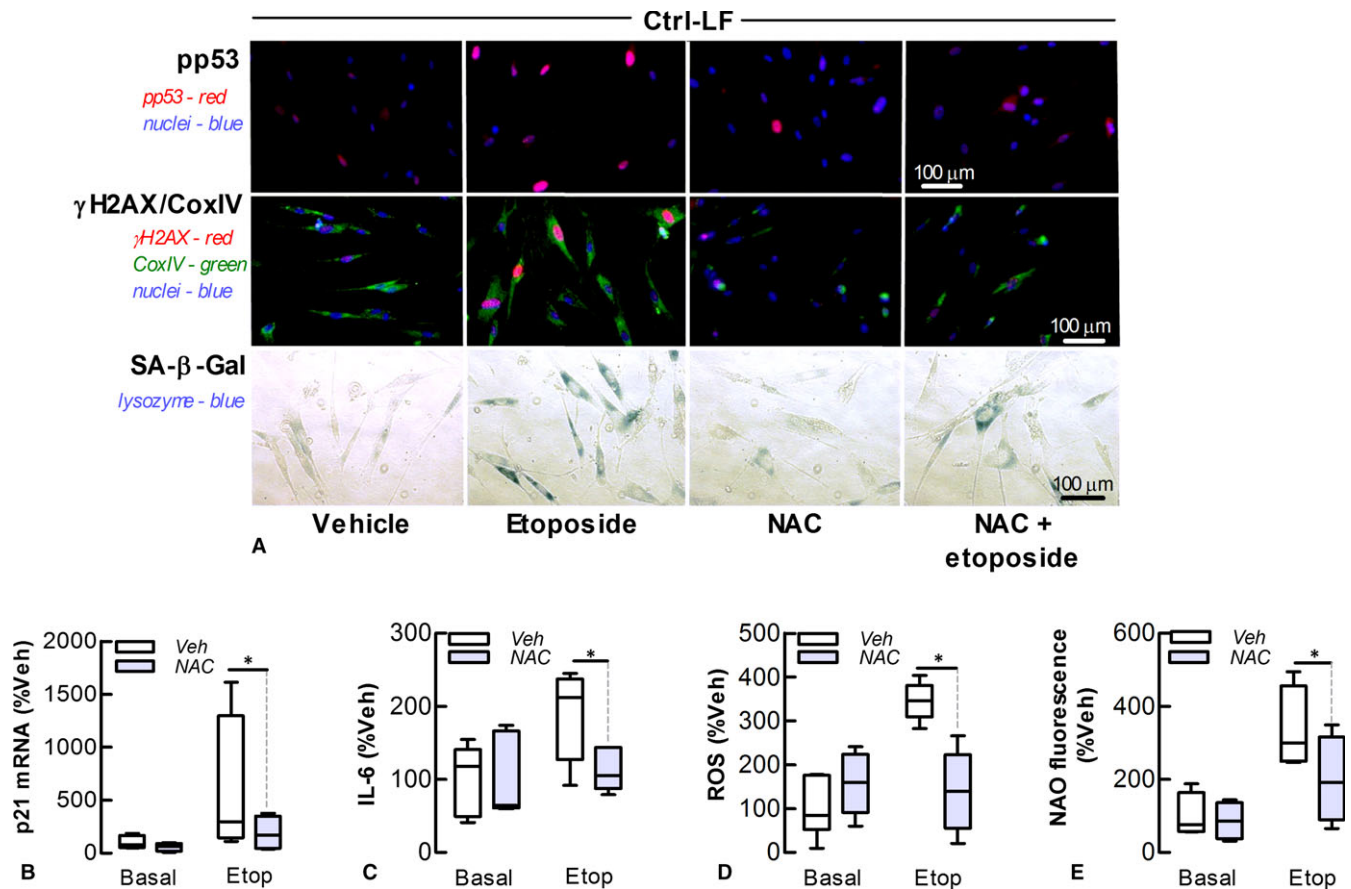 Ctrl-LF
pp53
pp53 - red
nuclei - blue
100 μm
γH2AX/CoxIV
γH2AX - red
CoxIV - green
nuclei - blue
100 μm
SA-β-Gal
lysozyme - blue
100 μm
Vehicle Etoposide NAC NAC +
etoposide
A
p21 mRNA (%Veh)
2000
1500
1000
500
0
Veh
NAC
*
Basal Etop
B
IL-6 (%Veh)
300
200
100
0
Veh
NAC
*
Basal Etop
C
ROS (%Veh)
500
400
300
200
100
0
Veh
NAC
*
Basal Etop
D
NAO fluorescence
(%Veh)
600
400
200
0
Veh
NAC
*
Basal Etop
E